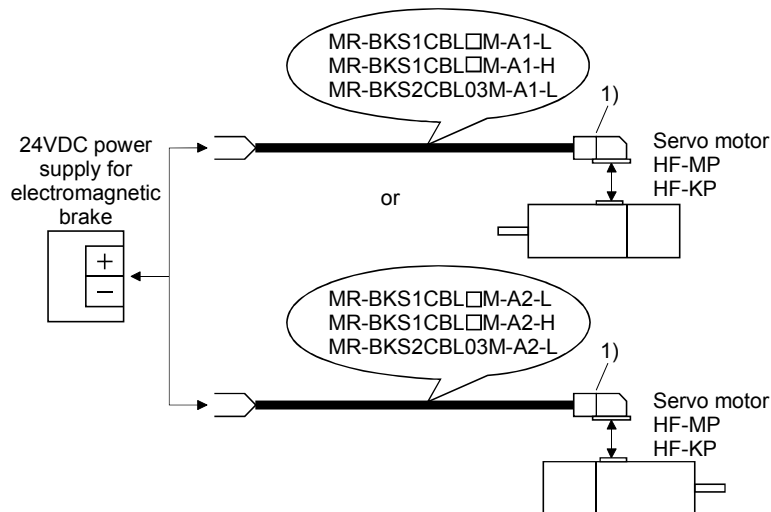 MR-BKS1CBL□M-A1-L
MR-BKS1CBL□M-A1-H
MR-BKS2CBL03M-A1-L
1)
24VDC power
supply for
electromagnetic
brake
Servo motor
HF-MP
HF-KP
or
+
−
MR-BKS1CBL□M-A2-L
MR-BKS1CBL□M-A2-H
MR-BKS2CBL03M-A2-L
1)
Servo motor
HF-MP
HF-KP